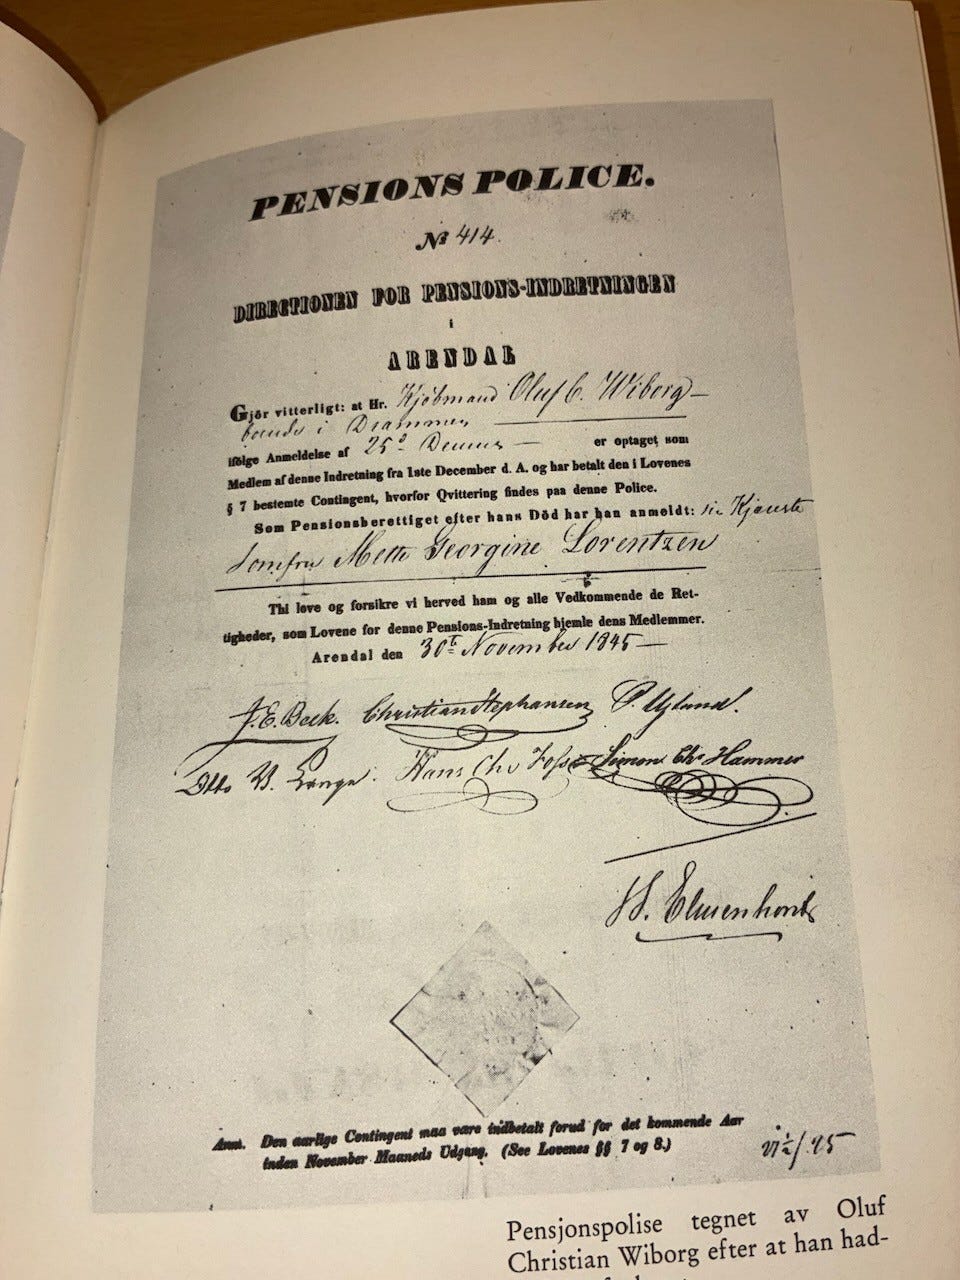 PENSIONS POLICE.
№ 414.
DIRECTIONEN FOR PENSIONS-INDRETNINGEN
i
ARENDAL
Gjör vitterligt: at Hr. Kjöbmand Oluf C. Wiborg—
boende i Drammen
ifölge Anmeldelse af 25d Dennes — er optaget som
Medlem af denne Indretning fra 1ste December d. A. og har betalt den i Lovenes
§ 7 bestemte Contingent, hvorfor Qvittering findes paa denne Police.
Som Pensionsberettiget efter hans Död har han anmeldt: sin Kjæreste
Jomfru Mette Georgine Lorentzen
Thi love og forsikre vi herved ham og alle Vedkommende de Ret-
tigheder, som Lovene for denne Pensions-Indretning hjemle dens Medlemmer.
Arendal den 30te November 1845—
J. E. Beck. Christian Stephansen P. Ugland.
Otto V. Lange. Hans Chr Simon Chr Hammer
Anm. Den aarlige Contingent maa være indbetalt forud for det kommende Aar
inden November Maaneds Udgang. (See Lovenes §§ 7 og 8.)
Pensjonspolise tegnet av Oluf
Christian Wiborg efter at han had-